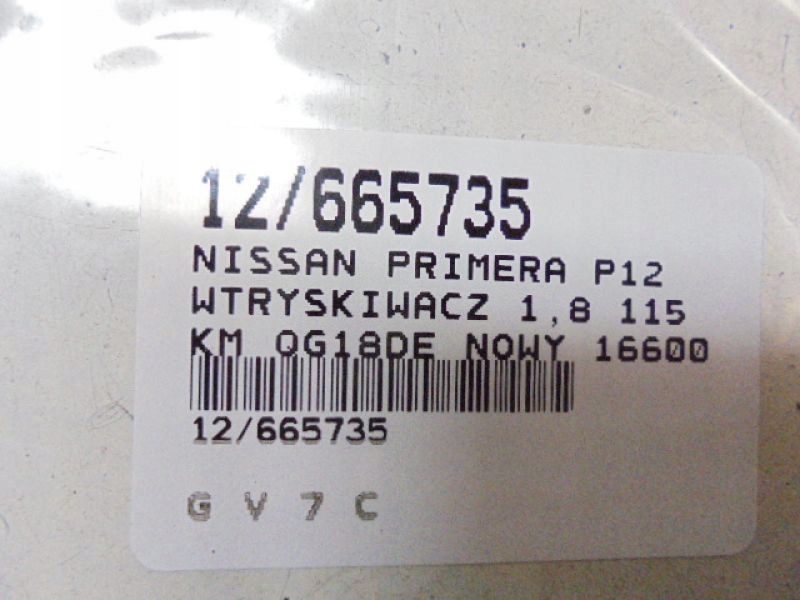 12/665735
NISSAN PRIMERA P12
WTRYSKIWACZ 1,8 115
KM QG18DE NOWY 16600
12/665735
G V 7 C